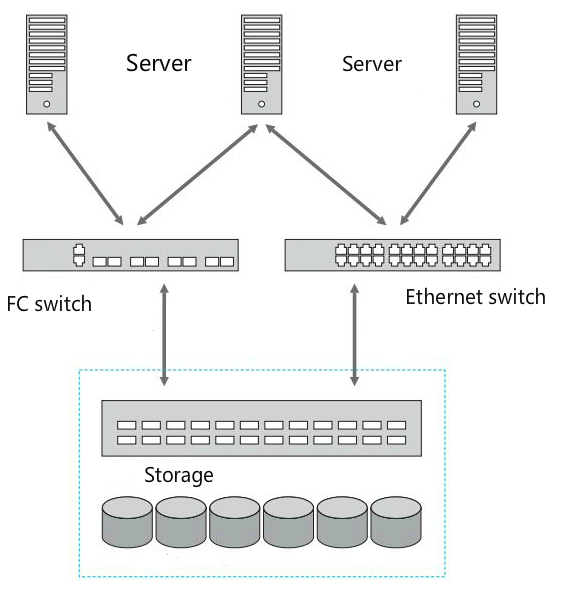 Server
Server
FC switch
Ethernet switch
Storage